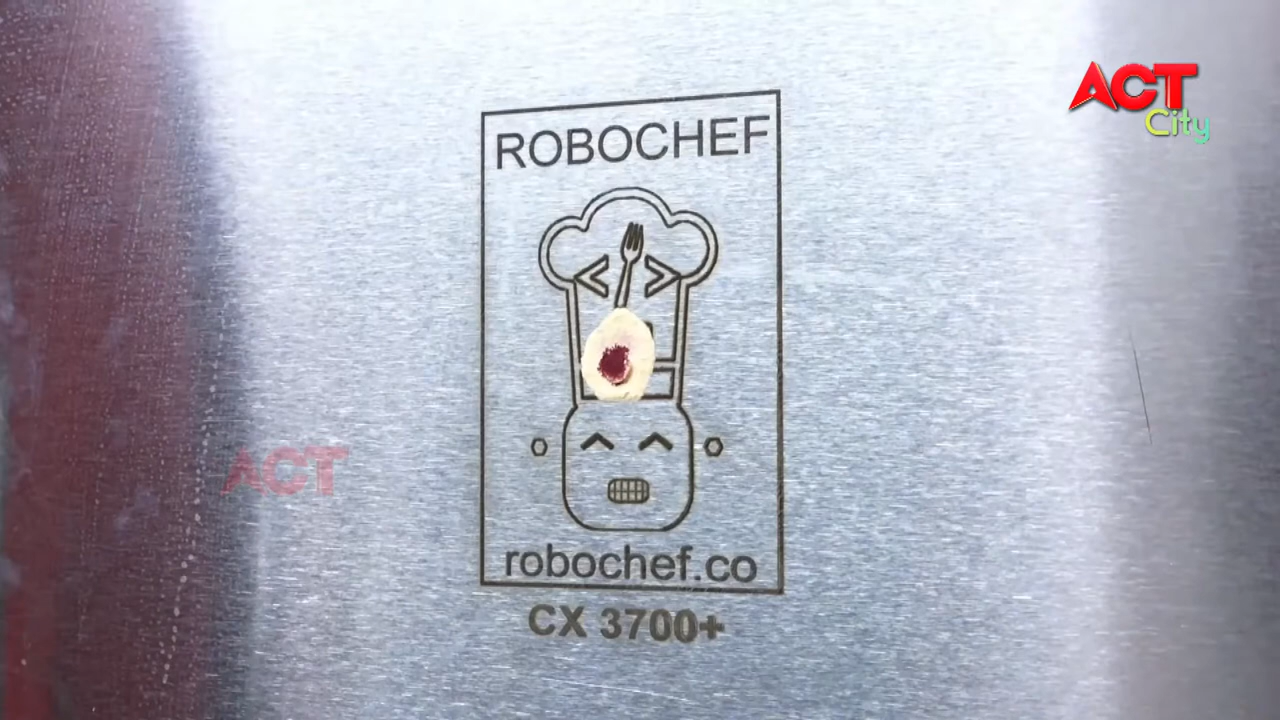 ACT
City
ROBOCHEF
ACT
robochef.co
CX 3700+